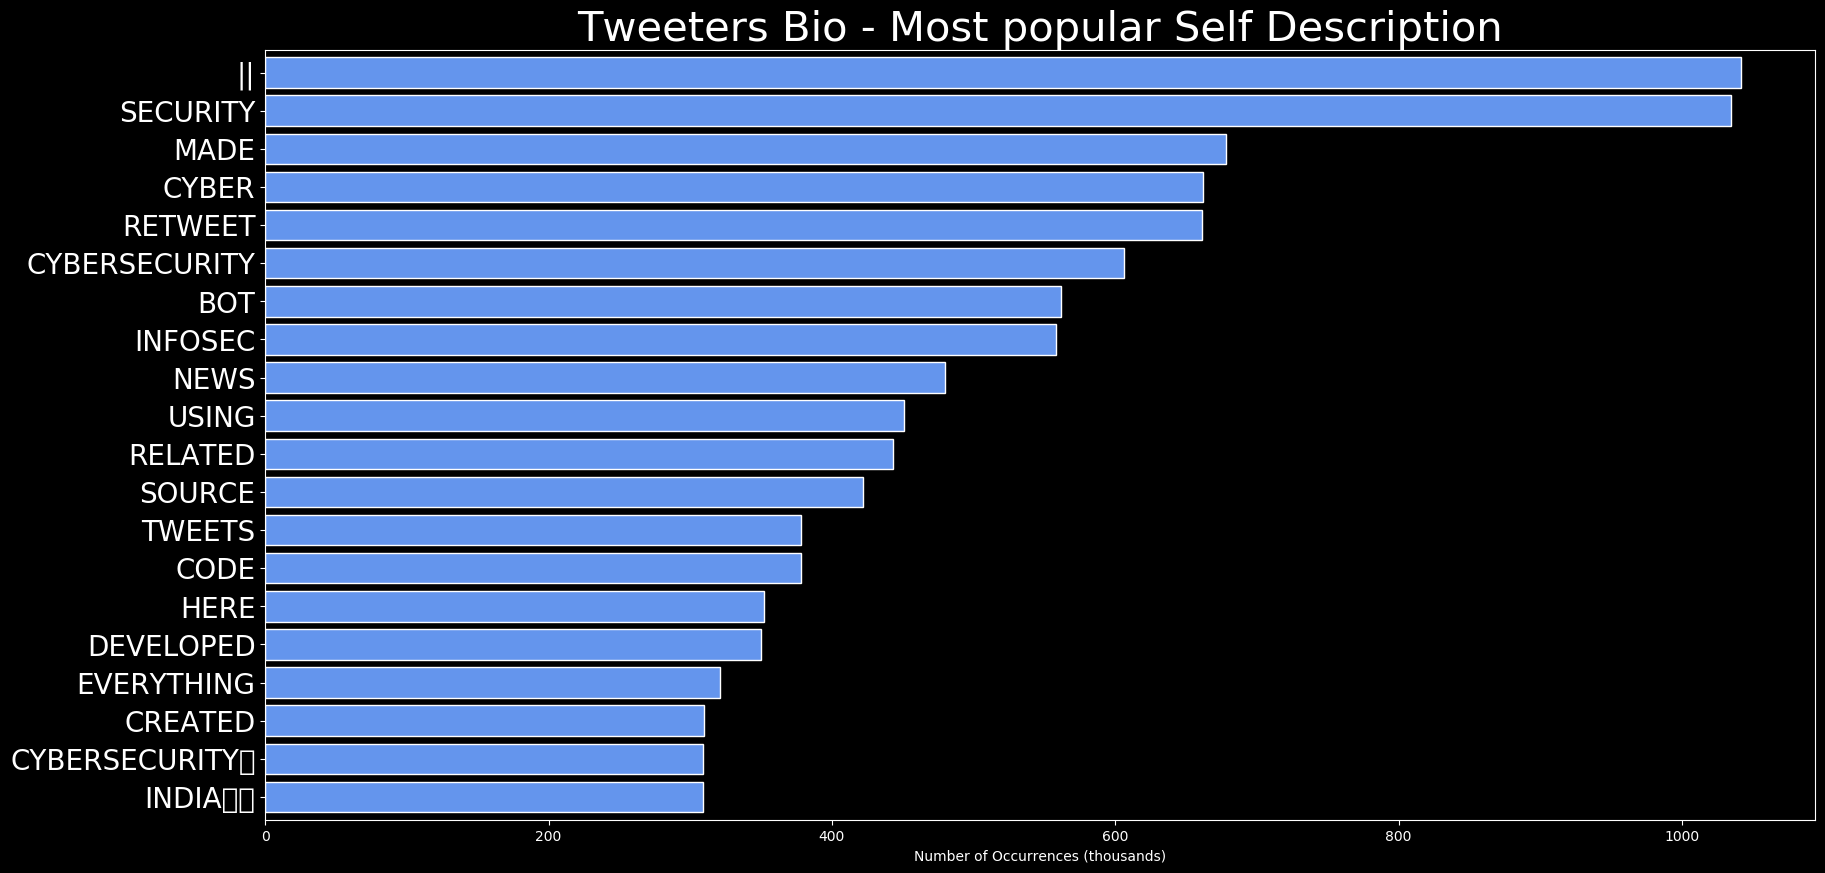 Tweeters Bio - Most popular Self Description
||
SECURITY
MADE
CYBER
RETWEET
CYBERSECURITY
BOT
INFOSEC
NEWS
USING
RELATED
SOURCE
TWEETS
CODE
HERE
DEVELOPED
EVERYTHING
CREATED
CYBERSECURITY▯
INDIA▯▯
0 200 400 600 800 1000
Number of Occurrences (thousands)